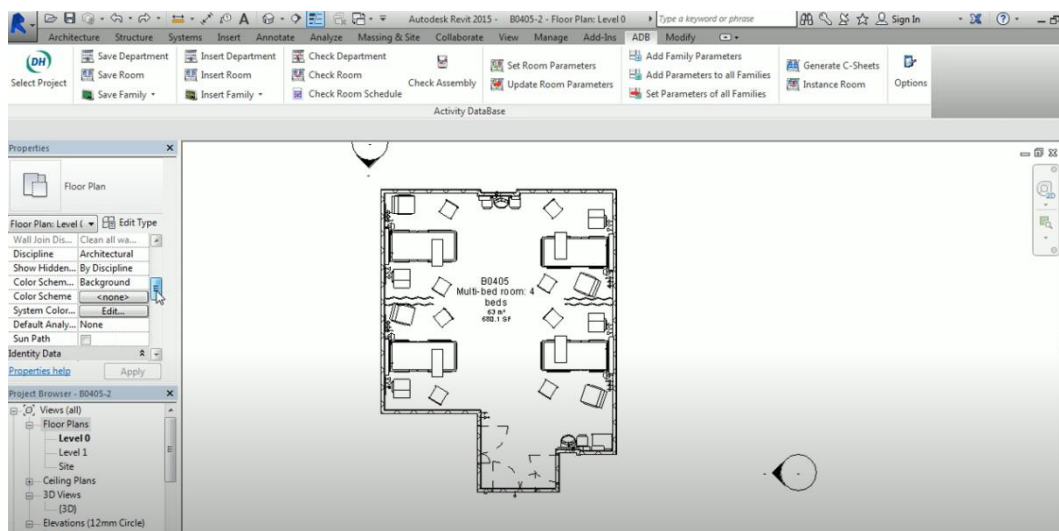 Autodesk Revit 2015 - B0405-2 - Floor Plan: Level 0 Type a keyword or phrase Sign In
Architecture Structure Systems Insert Annotate Analyze Massing & Site Collaborate View Manage Add-Ins ADB Modify
DH
Select Project
Save Department
Save Room
Save Family
Insert Department
Insert Room
Insert Family
Check Department
Check Room
Check Room Schedule
Check Assembly
Set Room Parameters
Update Room Parameters
Add Family Parameters
Add Parameters to all Families
Set Parameters of all Families
Generate C-Sheets
Instance Room
Options
Activity DataBase
Properties
Floor Plan
Floor Plan: Level ( Edit Type
Wall Join Dis... Clean all wa...
Discipline Architectural
Show Hidden... By Discipline
Color Schem... Background
Color Scheme <none>
System Color... Edit...
Default Analy... None
Sun Path
Identity Data
Properties help Apply
Project Browser - B0405-2
Views (all)
Floor Plans
Level 0
Level 1
Site
Ceiling Plans
3D Views
{3D}
Elevations (12mm Circle)
B0405
Multi-bed room: 4
beds
63 m²
680.1 SF